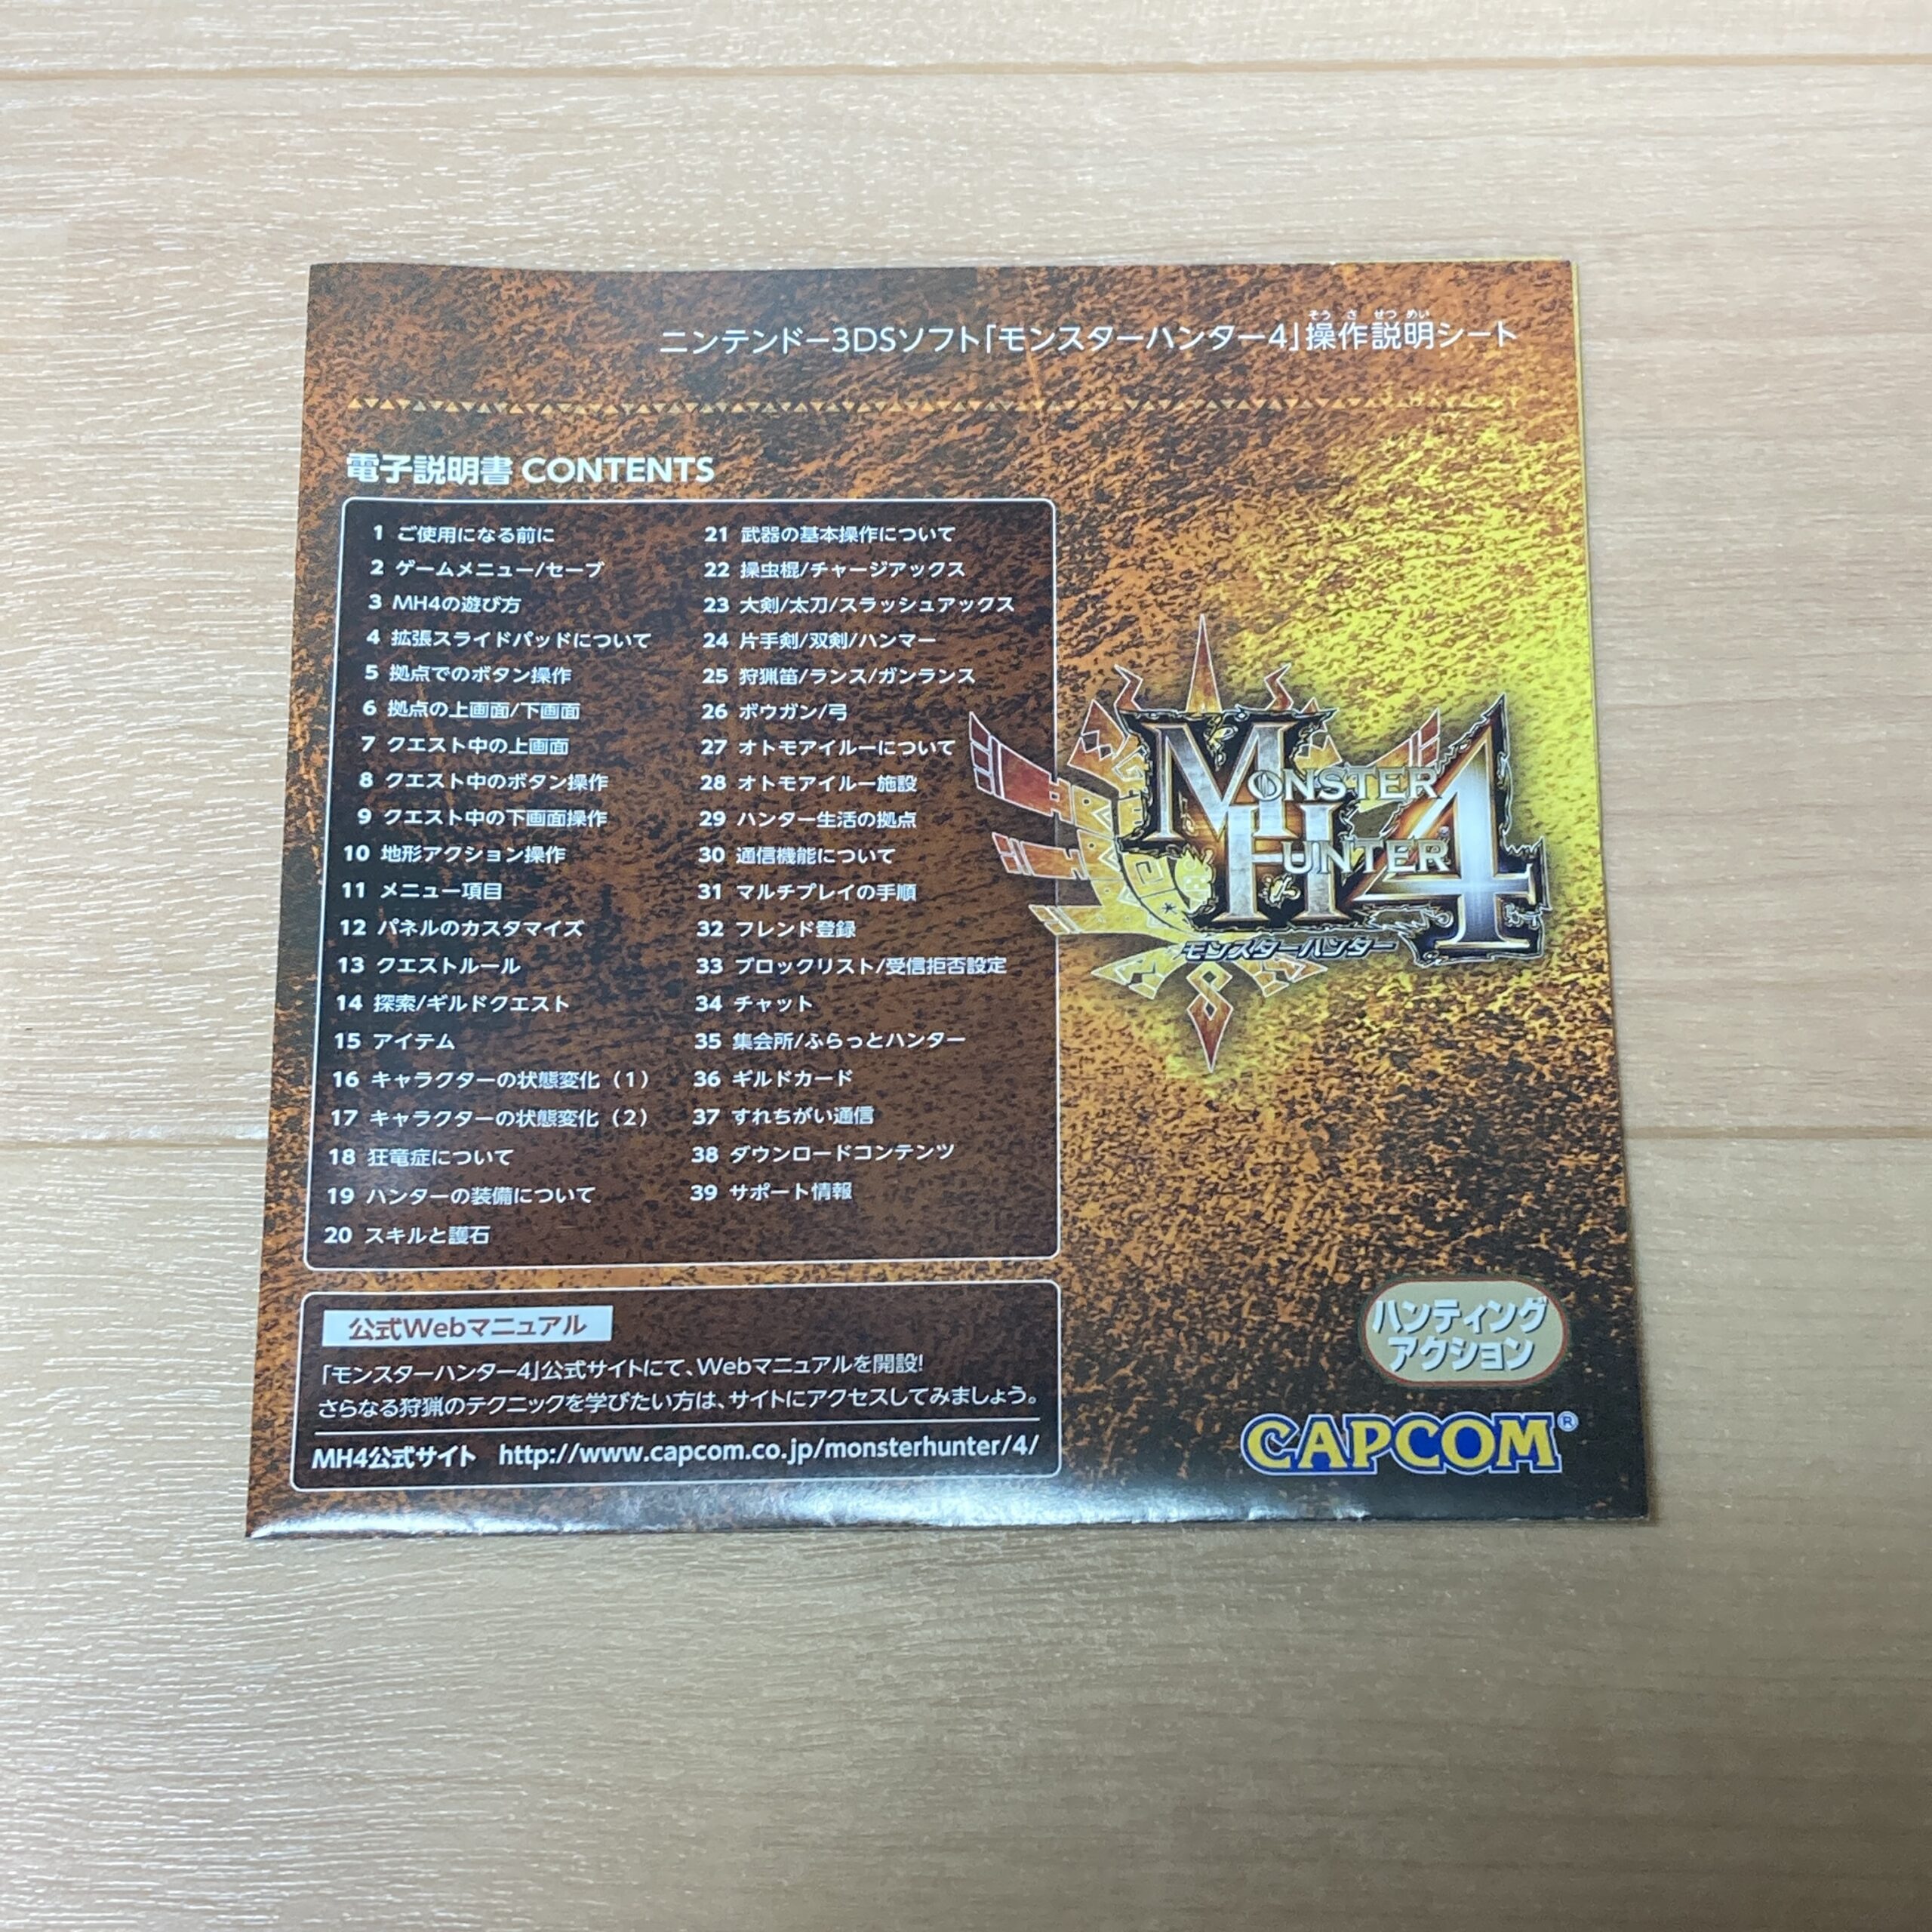 ニンテンドー3DSソフト「モンスターハンター4」操作説明シート
そう さ せつ めい
電子説明書 CONTENTS
1 ご使用になる前に
2 ゲームメニュー/セーブ
3 MH4の遊び方
4 拡張スライドパッドについて
5 拠点でのボタン操作
6 拠点の上画面/下画面
7 クエスト中の上画面
8 クエスト中のボタン操作
9 クエスト中の下画面操作
10 地形アクション操作
11 メニュー項目
12 パネルのカスタマイズ
13 クエストルール
14 探索/ギルドクエスト
15 アイテム
16 キャラクターの状態変化（1）
17 キャラクターの状態変化（2）
18 狂竜症について
19 ハンターの装備について
20 スキルと護石
21 武器の基本操作について
22 操虫棍/チャージアックス
23 大剣/太刀/スラッシュアックス
24 片手剣/双剣/ハンマー
25 狩猟笛/ランス/ガンランス
26 ボウガン/弓
27 オトモアイルーについて
28 オトモアイルー施設
29 ハンター生活の拠点
30 通信機能について
31 マルチプレイの手順
32 フレンド登録
33 ブロックリスト/受信拒否設定
34 チャット
35 集会所/ふらっとハンター
36 ギルドカード
37 すれちがい通信
38 ダウンロードコンテンツ
39 サポート情報
MONSTER
HUNTER 4
モンスターハンター
公式Webマニュアル
「モンスターハンター4」公式サイトにて、Webマニュアルを開設!
さらなる狩猟のテクニックを学びたい方は、サイトにアクセスしてみましょう。
MH4公式サイト http://www.capcom.co.jp/monsterhunter/4/
ハンティング
アクション
CAPCOM®